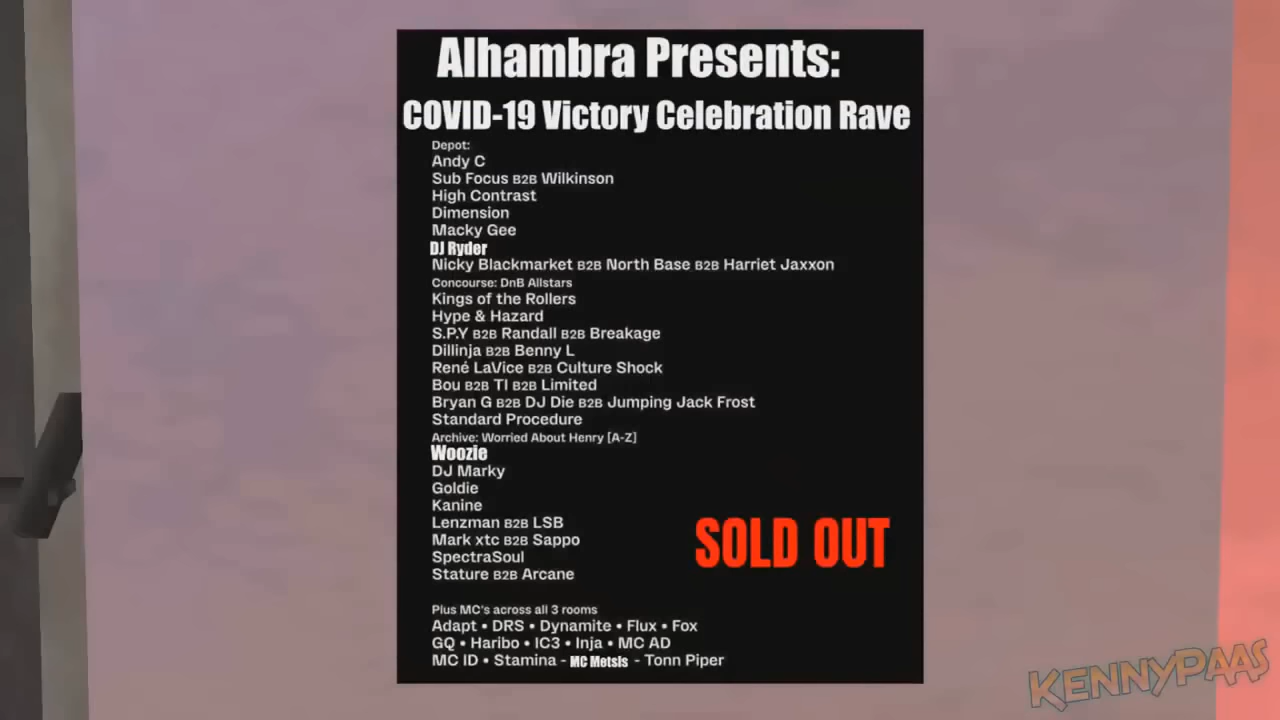 Alhambra Presents:
COVID-19 Victory Celebration Rave
Depot:
Andy C
Sub Focus B2B Wilkinson
High Contrast
Dimension
Macky Gee
DJ Ryder
Nicky Blackmarket B2B North Base B2B Harriet Jaxxon
Concourse: DnB Allstars
Kings of the Rollers
Hype & Hazard
S.P.Y B2B Randall B2B Breakage
Dillinja B2B Benny L
René LaVice B2B Culture Shock
Bou B2B TI B2B Limited
Bryan G B2B DJ Die B2B Jumping Jack Frost
Standard Procedure
Archive: Worried About Henry [A-Z]
Woozie
DJ Marky
Goldie
Kanine
Lenzman B2B LSB
Mark xtc B2B Sappo
SpectraSoul
Stature B2B Arcane
SOLD OUT
Plus MC's across all 3 rooms
Adapt • DRS • Dynamite • Flux • Fox
GQ • Haribo • IC3 • Inja • MC AD
MC ID • Stamina - MC Metsis - Tonn Piper
KENNYPAAS